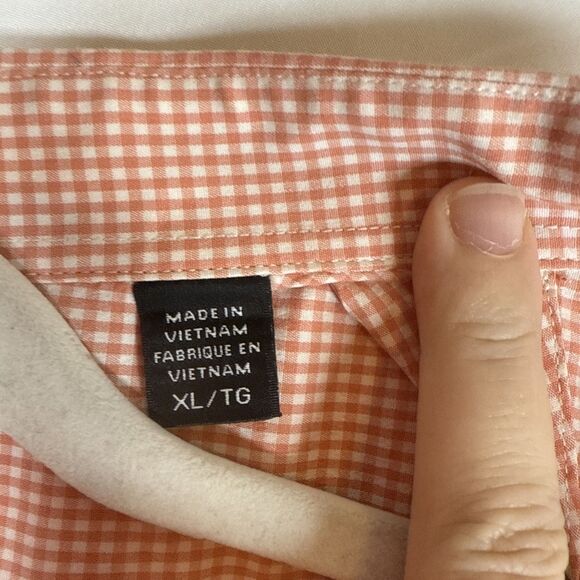 MADE IN
VIETNAM
FABRIQUE EN
VIETNAM
XL/TG